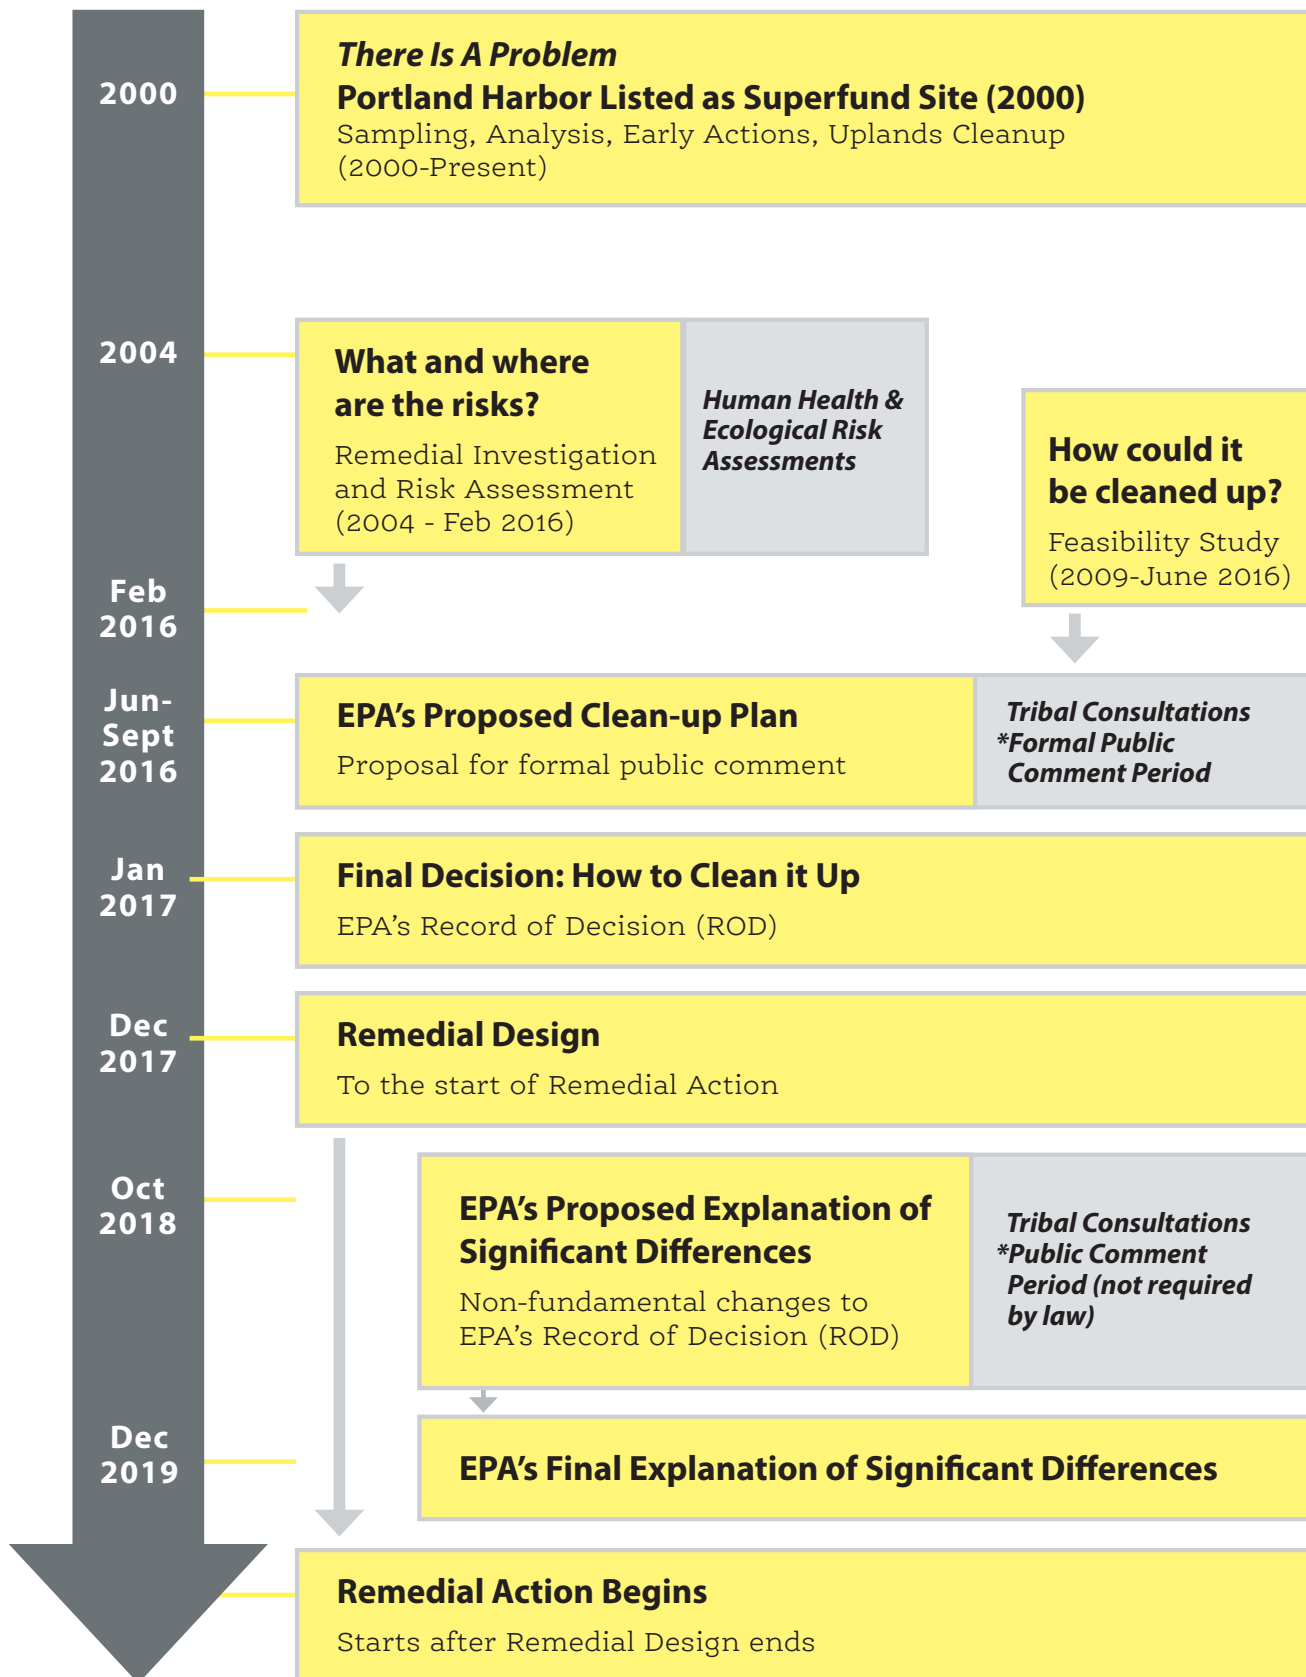 2000
There Is A Problem
Portland Harbor Listed as Superfund Site (2000)
Sampling, Analysis, Early Actions, Uplands Cleanup
(2000-Present)
2004
What and where
are the risks?
Remedial Investigation
and Risk Assessment
(2004 - Feb 2016)
Human Health &
Ecological Risk
Assessments
How could it
be cleaned up?
Feasibility Study
(2009-June 2016)
Feb
2016
Jun-
Sept
2016
EPA's Proposed Clean-up Plan
Proposal for formal public comment
Tribal Consultations
*Formal Public
Comment Period
Jan
2017
Final Decision: How to Clean it Up
EPA's Record of Decision (ROD)
Dec
2017
Remedial Design
To the start of Remedial Action
Oct
2018
EPA's Proposed Explanation of
Significant Differences
Non-fundamental changes to
EPA's Record of Decision (ROD)
Tribal Consultations
*Public Comment
Period (not required
by law)
Dec
2019
EPA's Final Explanation of Significant Differences
Remedial Action Begins
Starts after Remedial Design ends